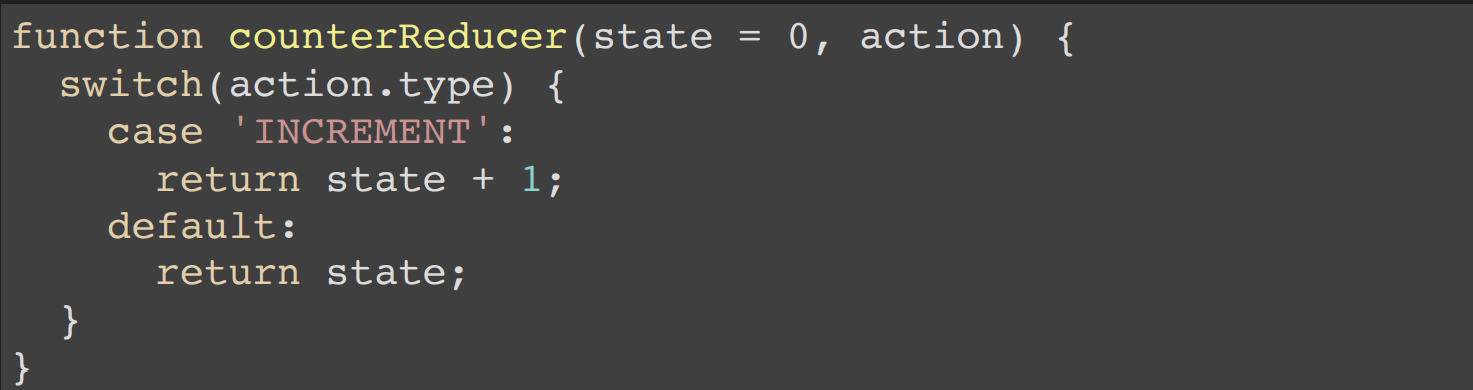 function counterReducer(state = 0, action) {
  switch(action.type) {
    case 'INCREMENT':
      return state + 1;
    default:
      return state;
  }
}